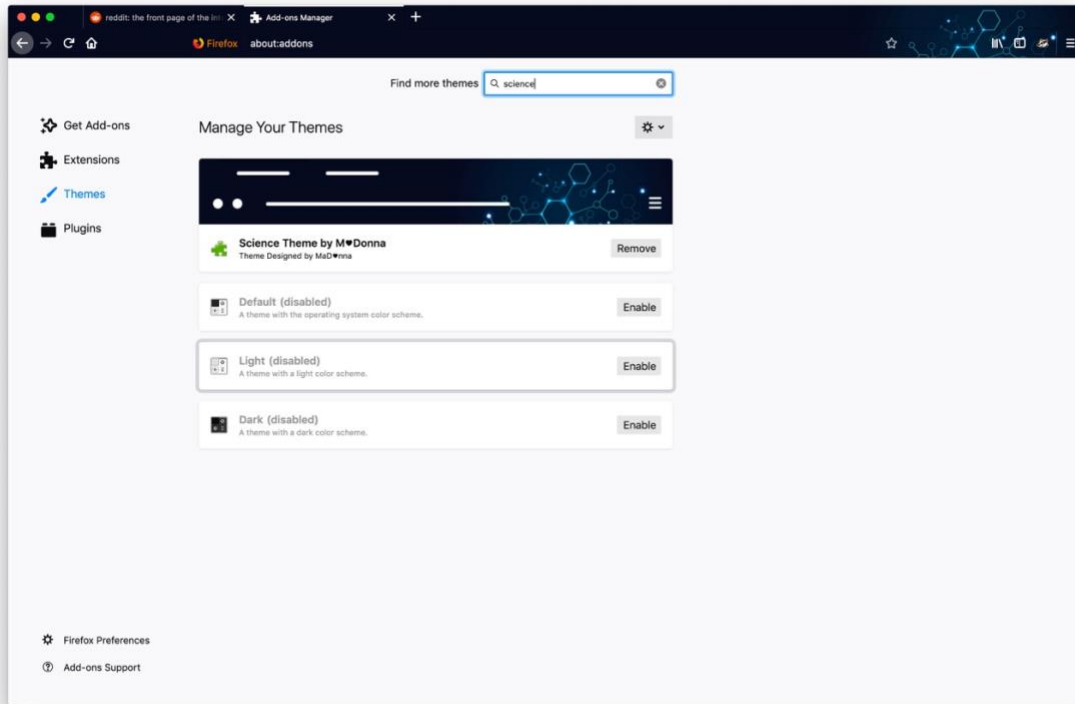 reddit: the front page of the int
Add-ons Manager
Firefox about:addons
Find more themes science
Get Add-ons
Extensions
Themes
Plugins
Manage Your Themes
Science Theme by M♥Donna
Theme Designed by MaD♥nna
Remove
Default (disabled)
A theme with the operating system color scheme.
Enable
Light (disabled)
A theme with a light color scheme.
Enable
Dark (disabled)
A theme with a dark color scheme.
Enable
Firefox Preferences
Add-ons Support